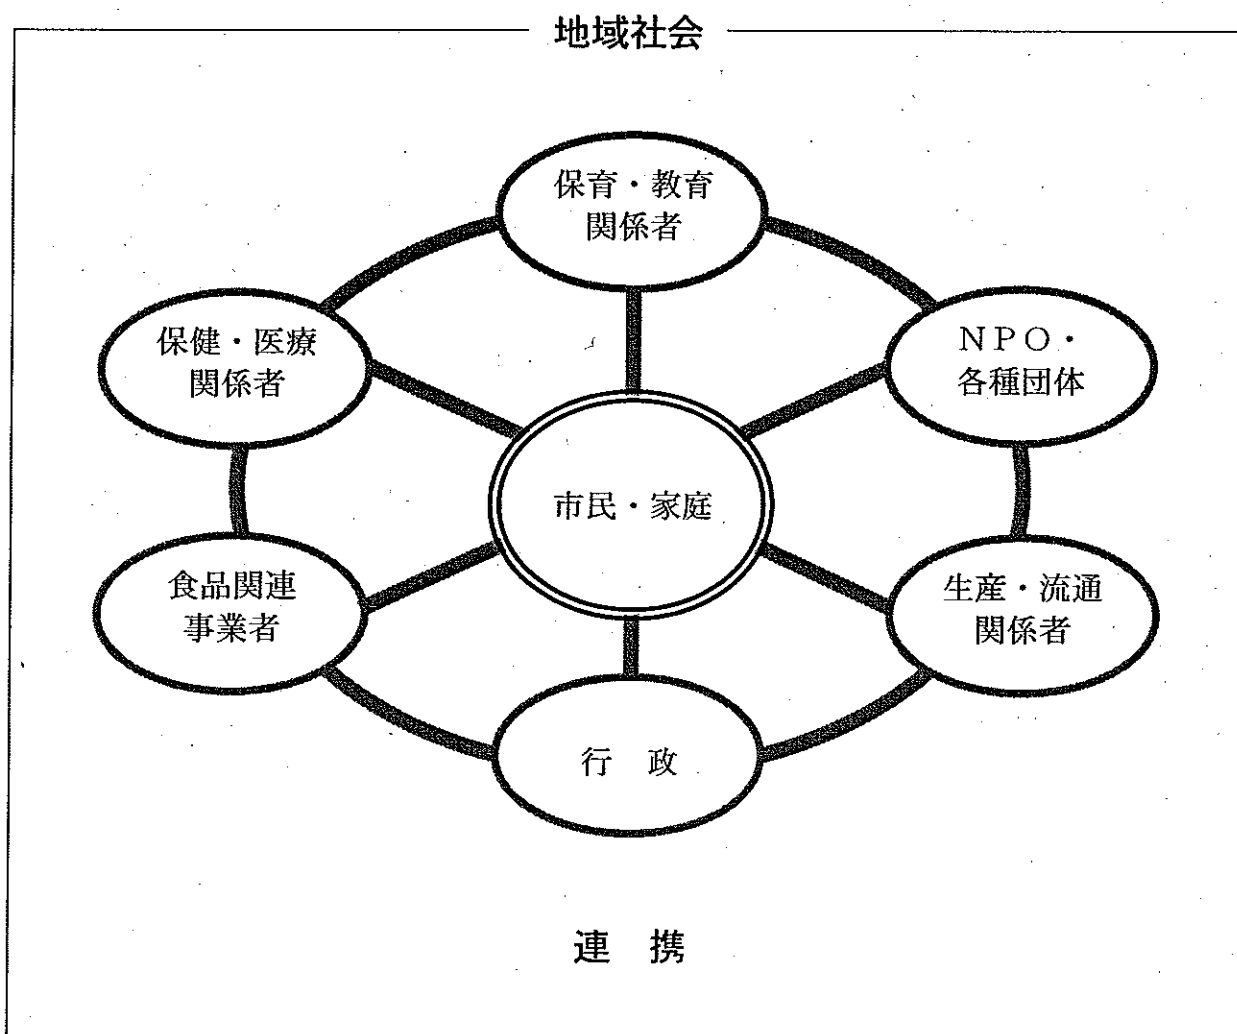 地域社会
保育・教育
関係者
保健・医療
関係者
ＮＰＯ・
各種団体
市民・家庭
食品関連
事業者
生産・流通
関係者
行　政
連　携